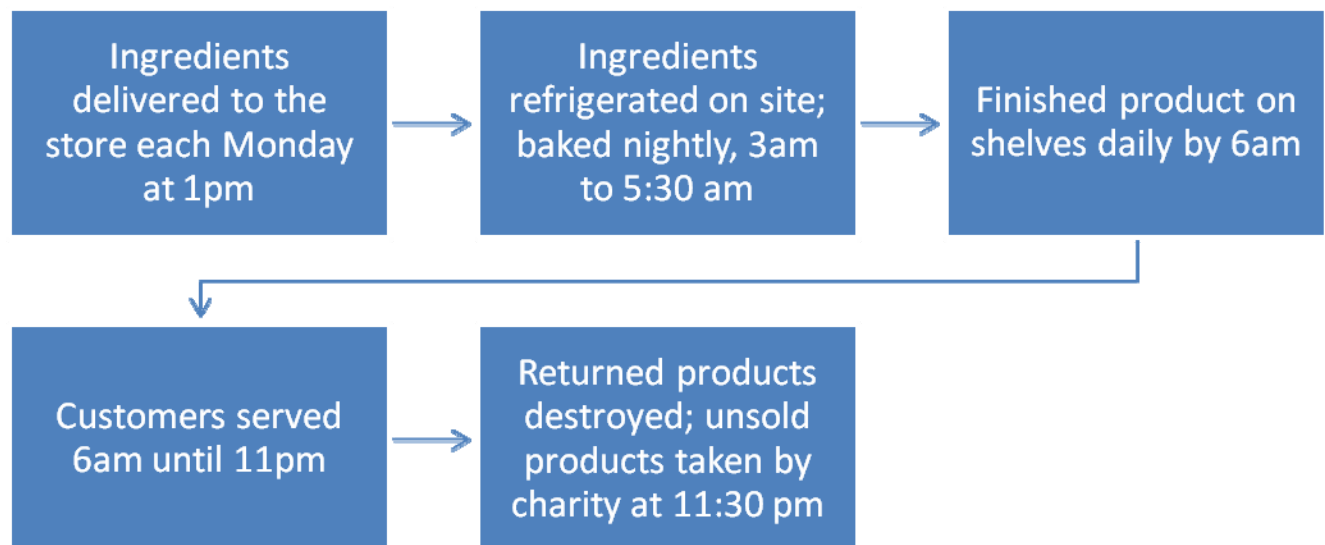 Ingredients
delivered to the
store each Monday
at 1pm
Ingredients
refrigerated on site;
baked nightly, 3am
to 5:30 am
Finished product on
shelves daily by 6am
Customers served
6am until 11pm
Returned products
destroyed; unsold
products taken by
charity at 11:30 pm